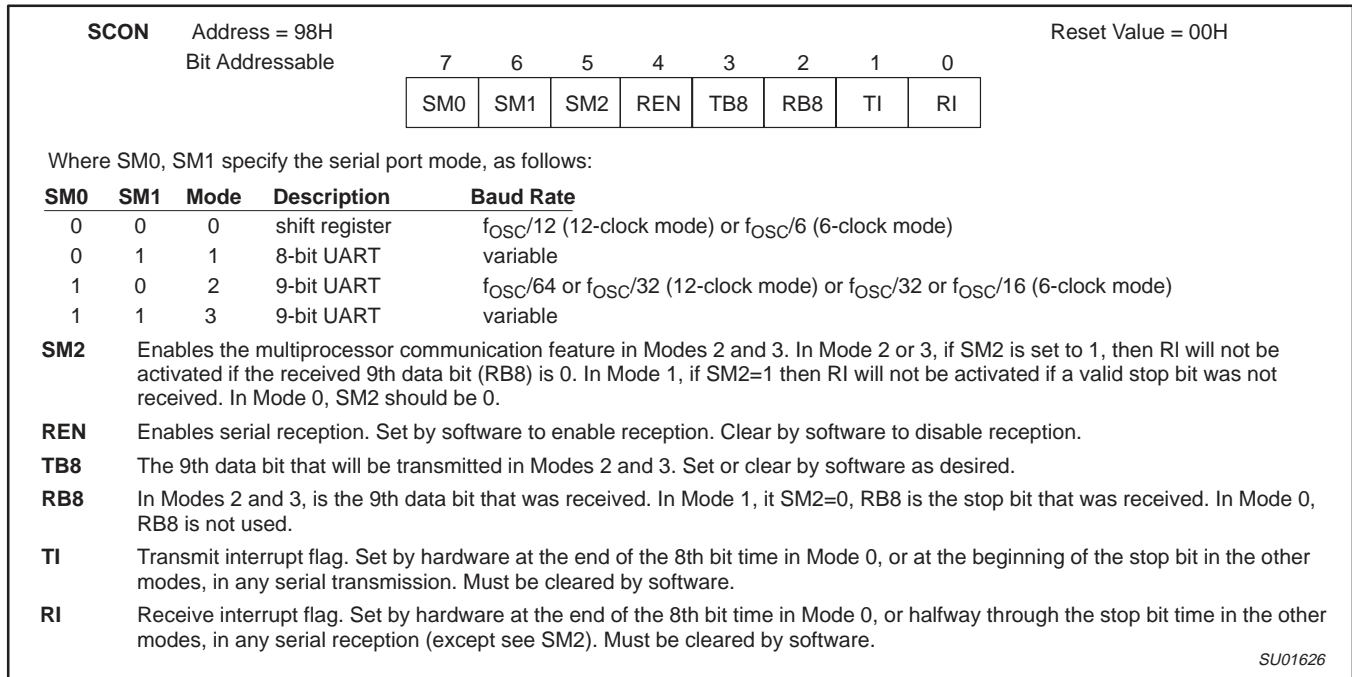 SCON Address = 98H Reset Value = 00H
Bit Addressable 7 6 5 4 3 2 1 0
SM0 SM1 SM2 REN TB8 RB8 TI RI
Where SM0, SM1 specify the serial port mode, as follows:
SM0 SM1 Mode Description Baud Rate
0 0 0 shift register fOSC/12 (12-clock mode) or fOSC/6 (6-clock mode)
0 1 1 8-bit UART variable
1 0 2 9-bit UART fOSC/64 or fOSC/32 (12-clock mode) or fOSC/32 or fOSC/16 (6-clock mode)
1 1 3 9-bit UART variable
SM2 Enables the multiprocessor communication feature in Modes 2 and 3. In Mode 2 or 3, if SM2 is set to 1, then Rl will not be
activated if the received 9th data bit (RB8) is 0. In Mode 1, if SM2=1 then RI will not be activated if a valid stop bit was not
received. In Mode 0, SM2 should be 0.
REN Enables serial reception. Set by software to enable reception. Clear by software to disable reception.
TB8 The 9th data bit that will be transmitted in Modes 2 and 3. Set or clear by software as desired.
RB8 In Modes 2 and 3, is the 9th data bit that was received. In Mode 1, it SM2=0, RB8 is the stop bit that was received. In Mode 0,
RB8 is not used.
TI Transmit interrupt flag. Set by hardware at the end of the 8th bit time in Mode 0, or at the beginning of the stop bit in the other
modes, in any serial transmission. Must be cleared by software.
RI Receive interrupt flag. Set by hardware at the end of the 8th bit time in Mode 0, or halfway through the stop bit time in the other
modes, in any serial reception (except see SM2). Must be cleared by software.
SU01626